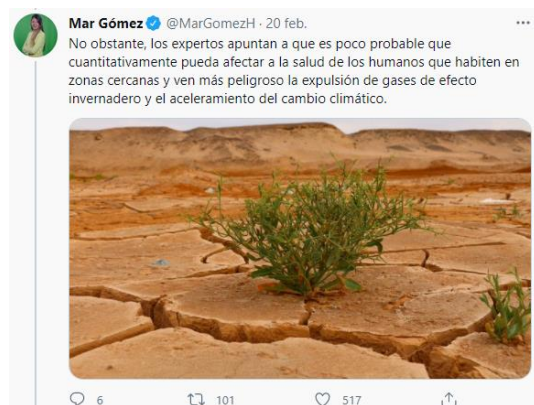 Mar Gómez @MarGomezH · 20 feb.
No obstante, los expertos apuntan a que es poco probable que
cuantitativamente pueda afectar a la salud de los humanos que habiten en
zonas cercanas y ven más peligroso la expulsión de gases de efecto
invernadero y el aceleramiento del cambio climático.
6 101 517